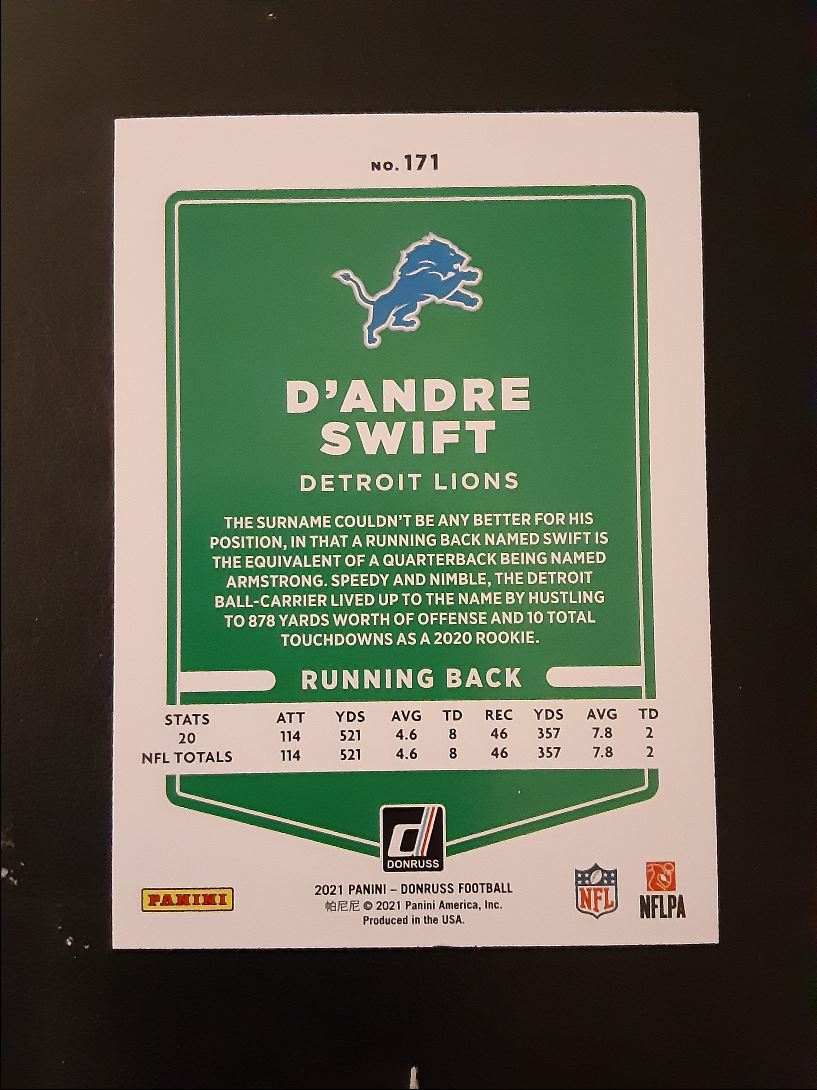 NO. 171
D'ANDRE
SWIFT
DETROIT LIONS
THE SURNAME COULDN'T BE ANY BETTER FOR HIS
POSITION, IN THAT A RUNNING BACK NAMED SWIFT IS
THE EQUIVALENT OF A QUARTERBACK BEING NAMED
ARMSTRONG. SPEEDY AND NIMBLE, THE DETROIT
BALL-CARRIER LIVED UP TO THE NAME BY HUSTLING
TO 878 YARDS WORTH OF OFFENSE AND 10 TOTAL
TOUCHDOWNS AS A 2020 ROOKIE.
RUNNING BACK
STATS ATT YDS AVG TD REC YDS AVG TD
20 114 521 4.6 8 46 357 7.8 2
NFL TOTALS 114 521 4.6 8 46 357 7.8 2
d
DONRUSS
PANINI
2021 PANINI – DONRUSS FOOTBALL
帕尼尼 © 2021 Panini America, Inc.
Produced in the USA.
NFL
NFLPA